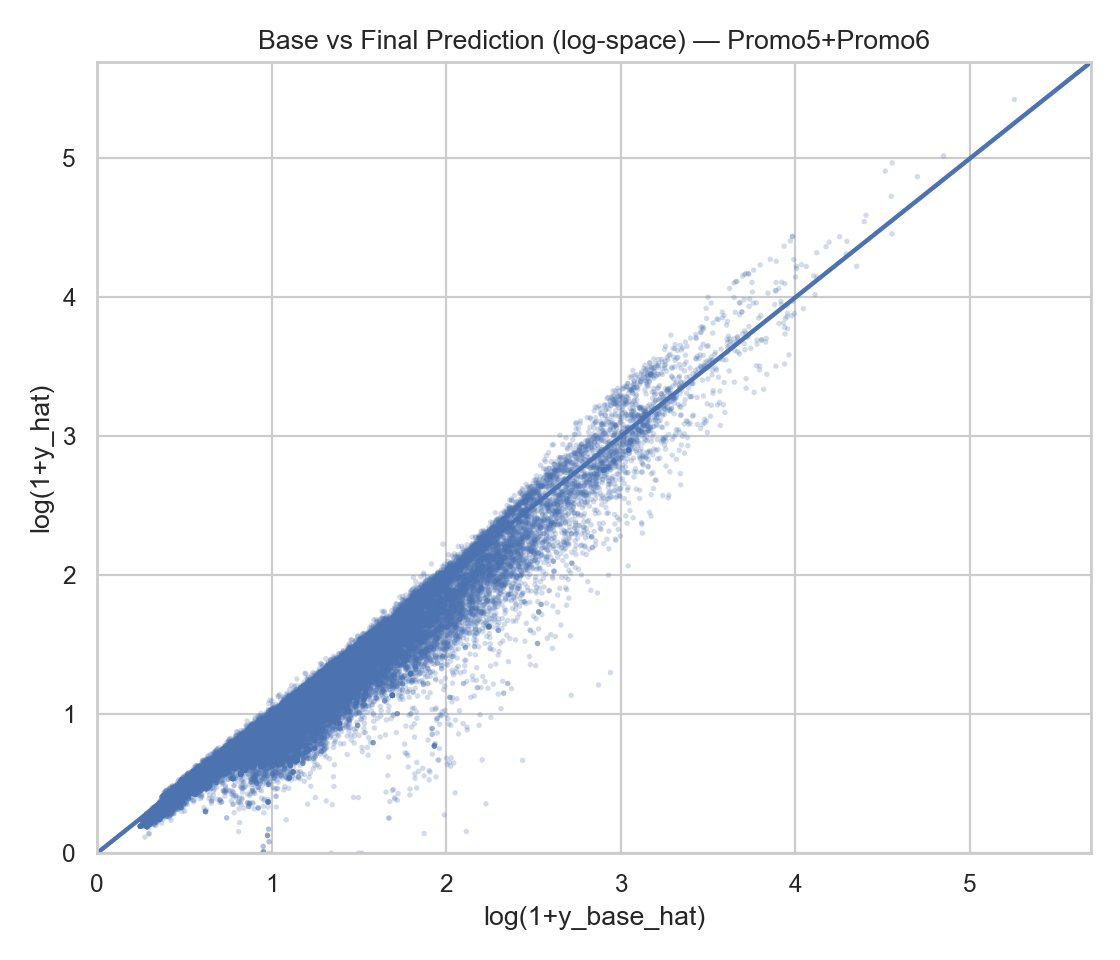 Base vs Final Prediction (log-space) — Promo5+Promo6
log(1+y_hat)
5
4
3
2
1
0
0 1 2 3 4 5
log(1+y_base_hat)